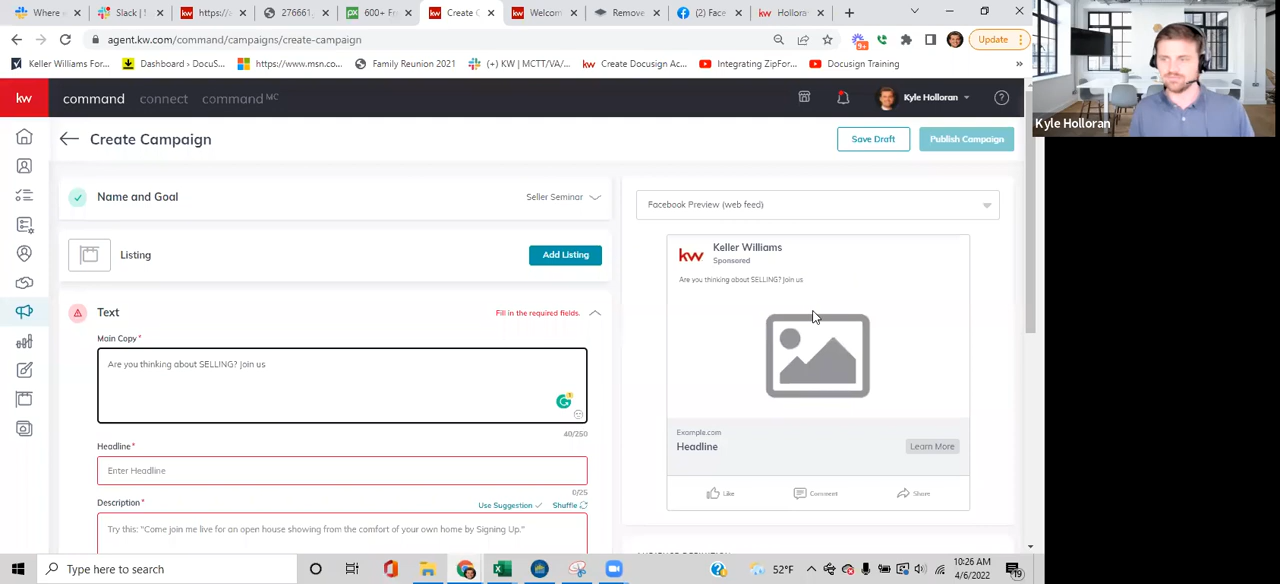 Where e
Slack |
https://
276661
600+ Fr
Create C
Welcom
Remove
(2) Face
Hollora
agent.kw.com/command/campaigns/create-campaign
9+
Update
Keller Williams For...
Dashboard › DocuS...
https://www.msn.co...
Family Reunion 2021
(+) KW | MCTT/VA/...
Create Docusign Ac...
Integrating ZipFor...
Docusign Training
»
kw
command
connect
command MC
Kyle Holloran
Create Campaign
Save Draft
Publish Campaign
Kyle Holloran
Name and Goal
Seller Seminar
Facebook Preview (web feed)
Listing
Add Listing
Keller Williams
Sponsored
Are you thinking about SELLING? Join us
Text
Fill in the required fields.
Main Copy*
Are you thinking about SELLING? Join us
40/250
Headline*
Enter Headline
0/25
Example.com
Headline
Learn More
Description*
Use Suggestion
Shuffle
Try this: "Come join me live for an open house showing from the comfort of your own home by Signing Up."
Like
Comment
Share
Type here to search
52°F
10:26 AM
4/6/2022
19